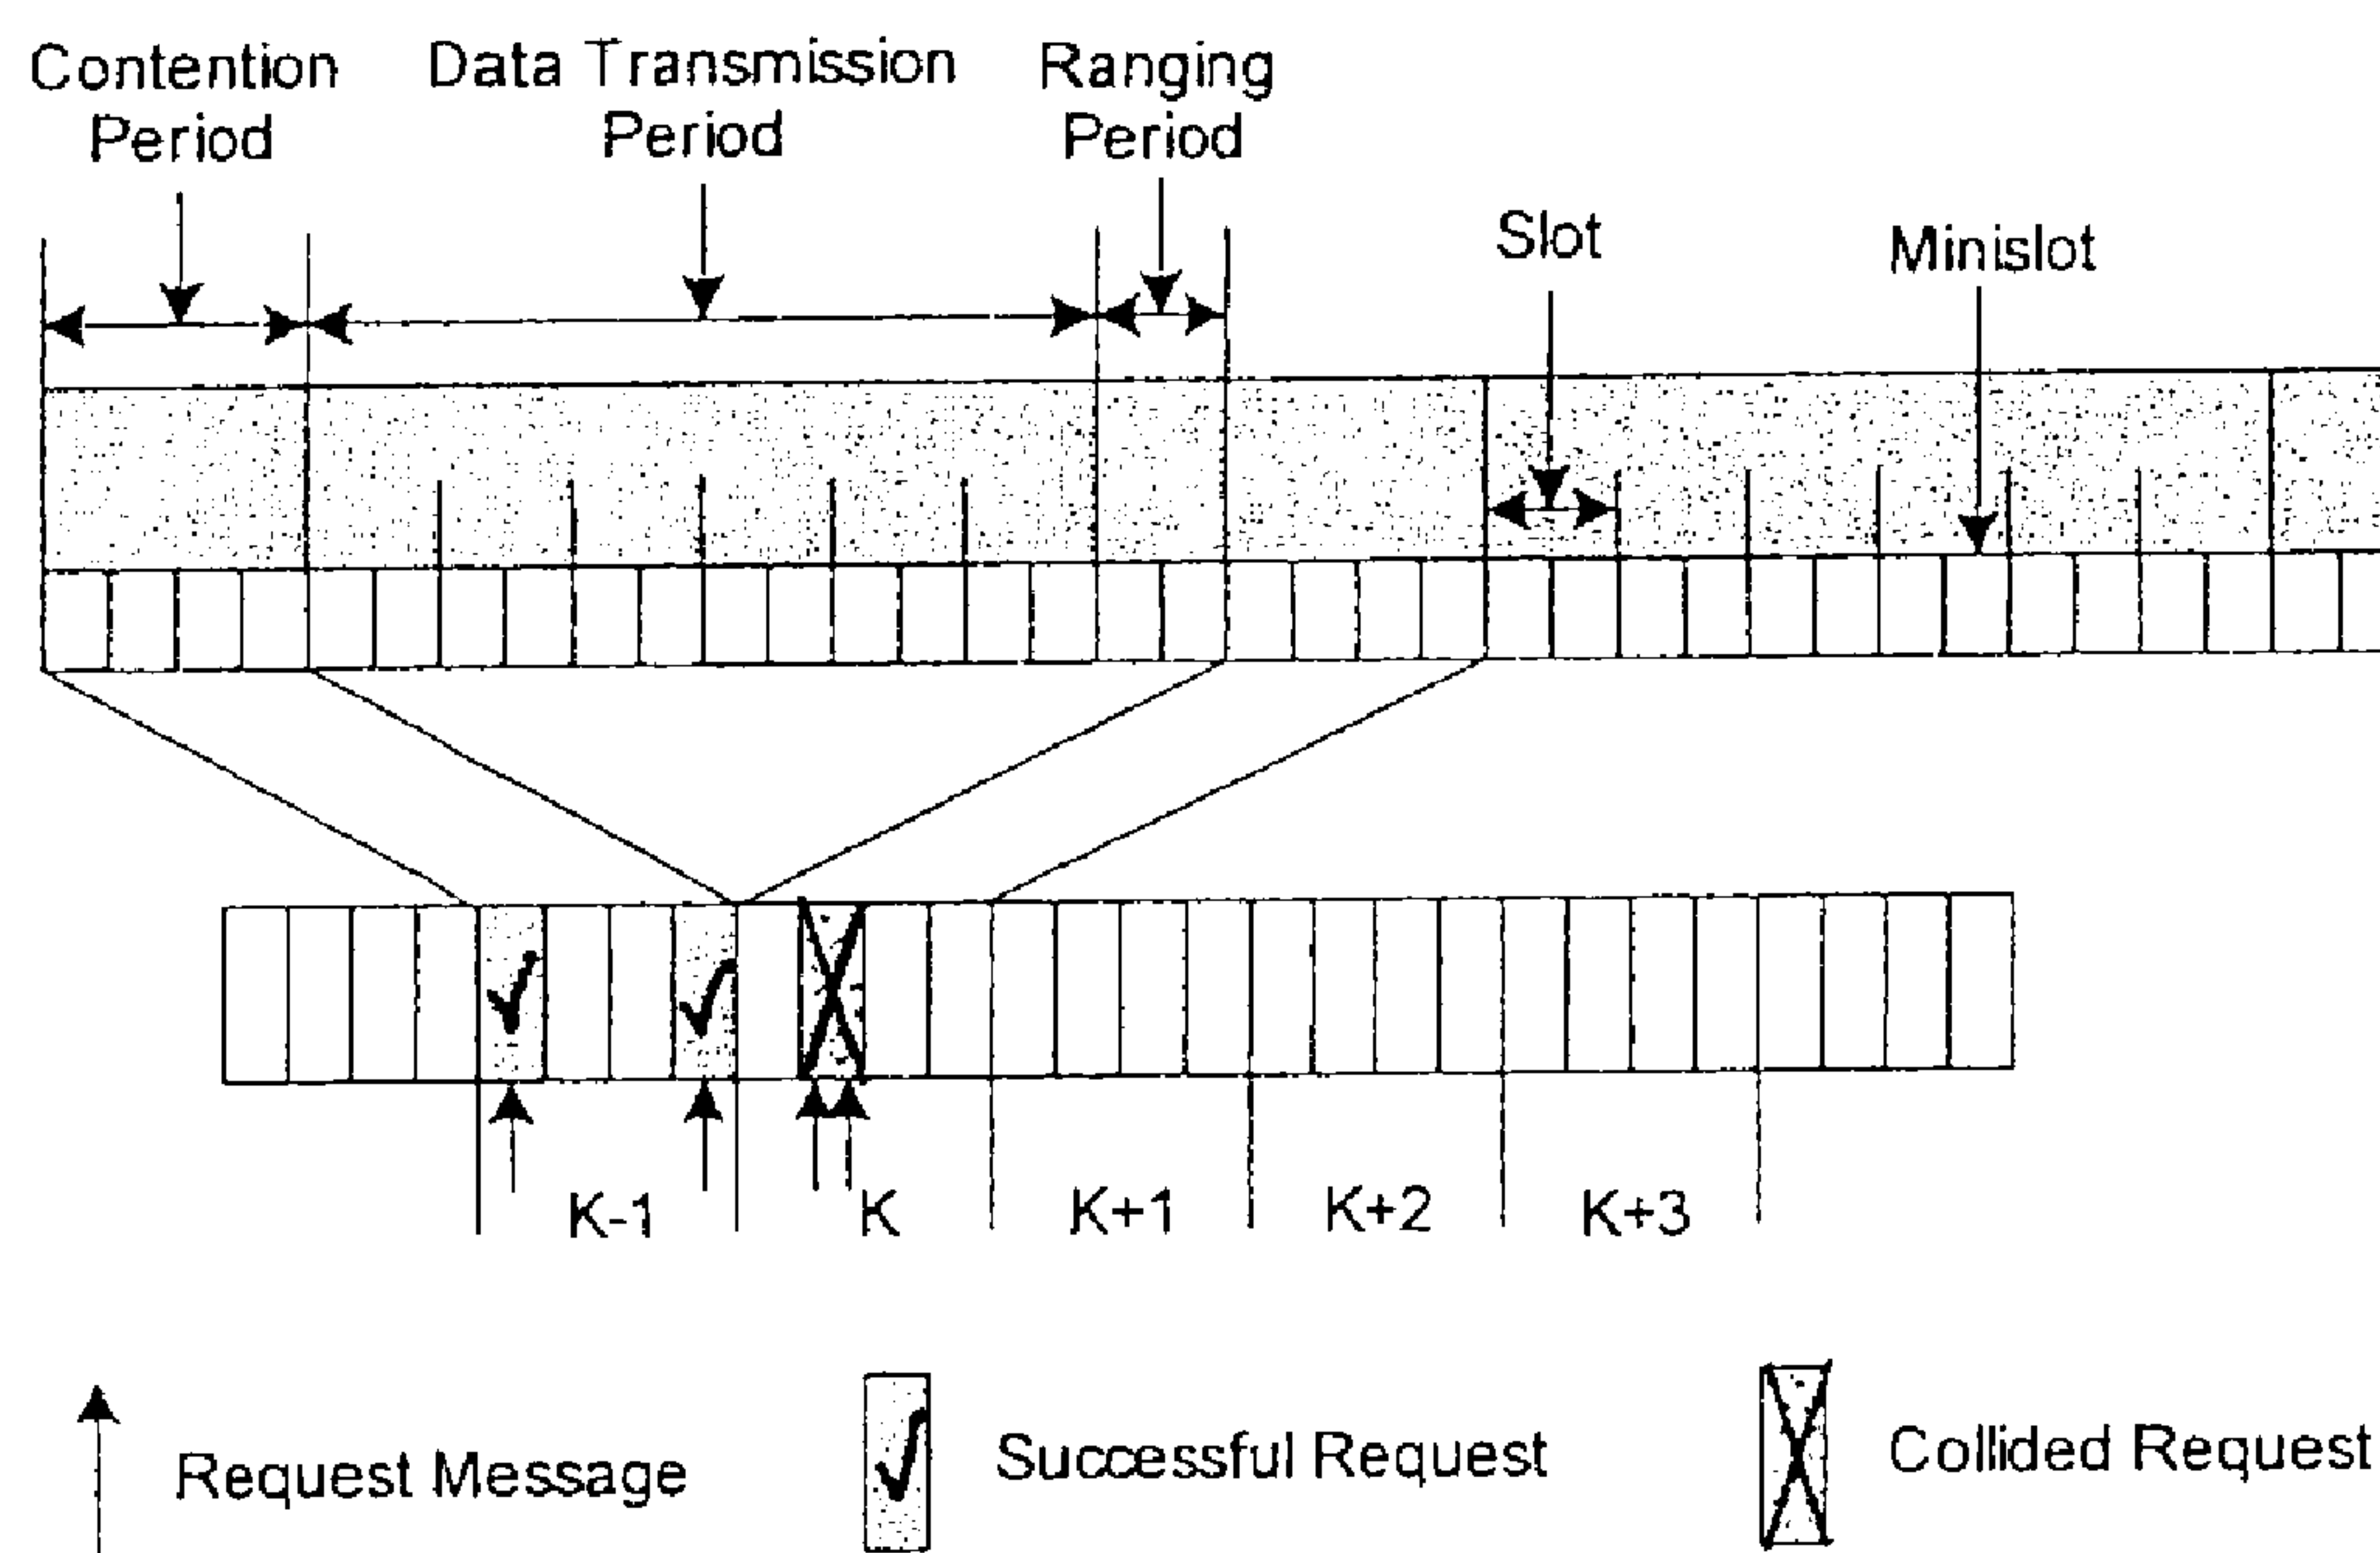 Contention
Period
Data Transmission
Period
Ranging
Period
Slot
Minislot
K-1
K
K+1
K+2
K+3
Request Message
Successful Request
Collided Request